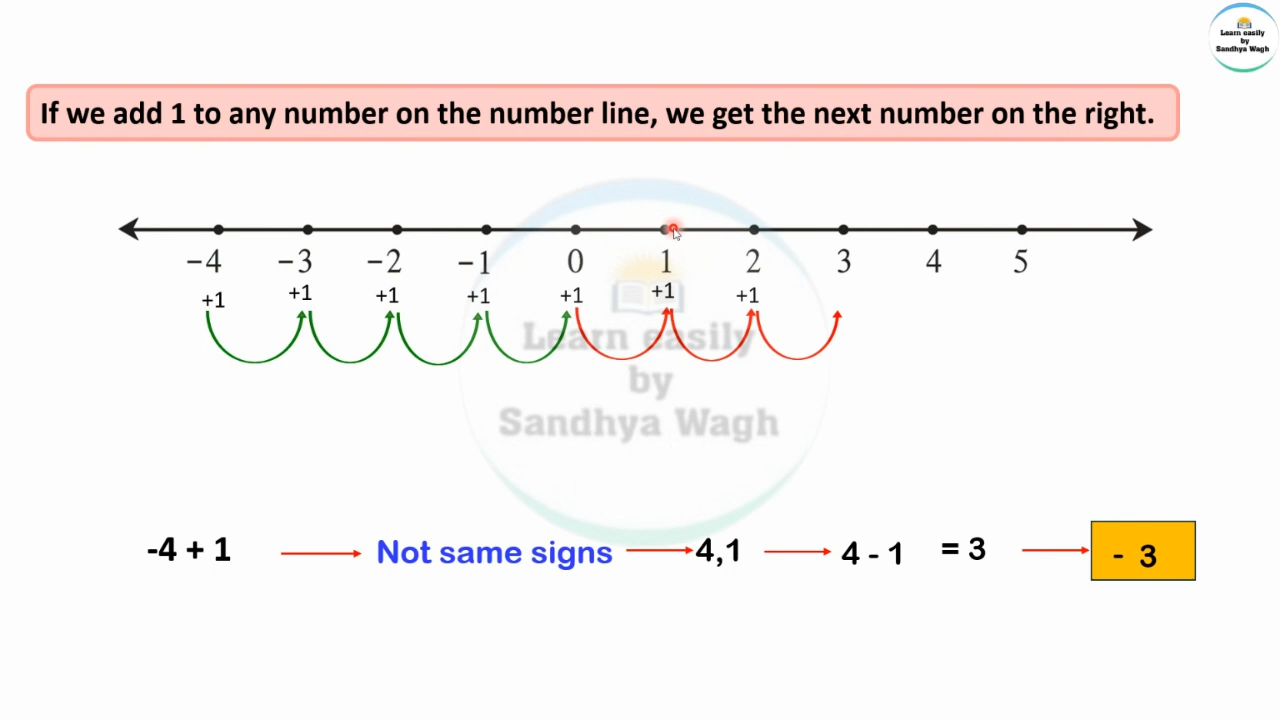 Learn easily
by
Sandhya Wagh
If we add 1 to any number on the number line, we get the next number on the right.
−4 −3 −2 −1 0 1 2 3 4 5
+1 +1 +1 +1 +1 +1 +1
Learn easily
by
Sandhya Wagh
-4 + 1 Not same signs 4,1 4 - 1 = 3 - 3